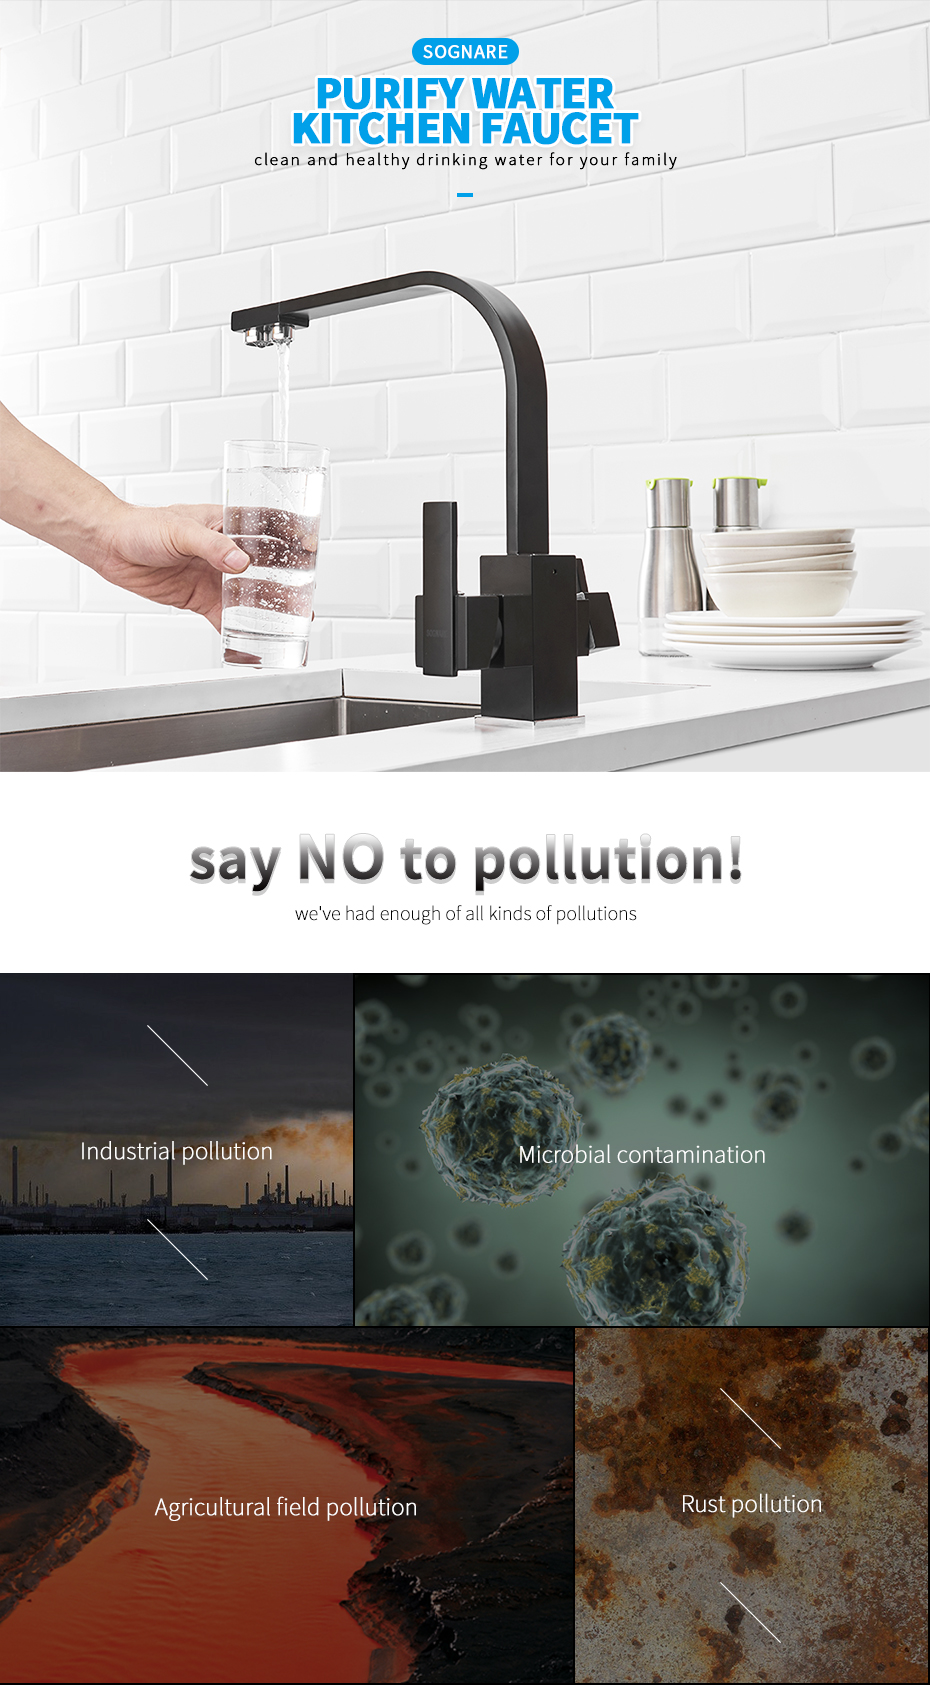 SOGNARE
PURIFY WATER
KITCHEN FAUCET
clean and healthy drinking water for your family
say NO to pollution!
we've had enough of all kinds of pollutions
Industrial pollution
Microbial contamination
Agricultural field pollution
Rust pollution